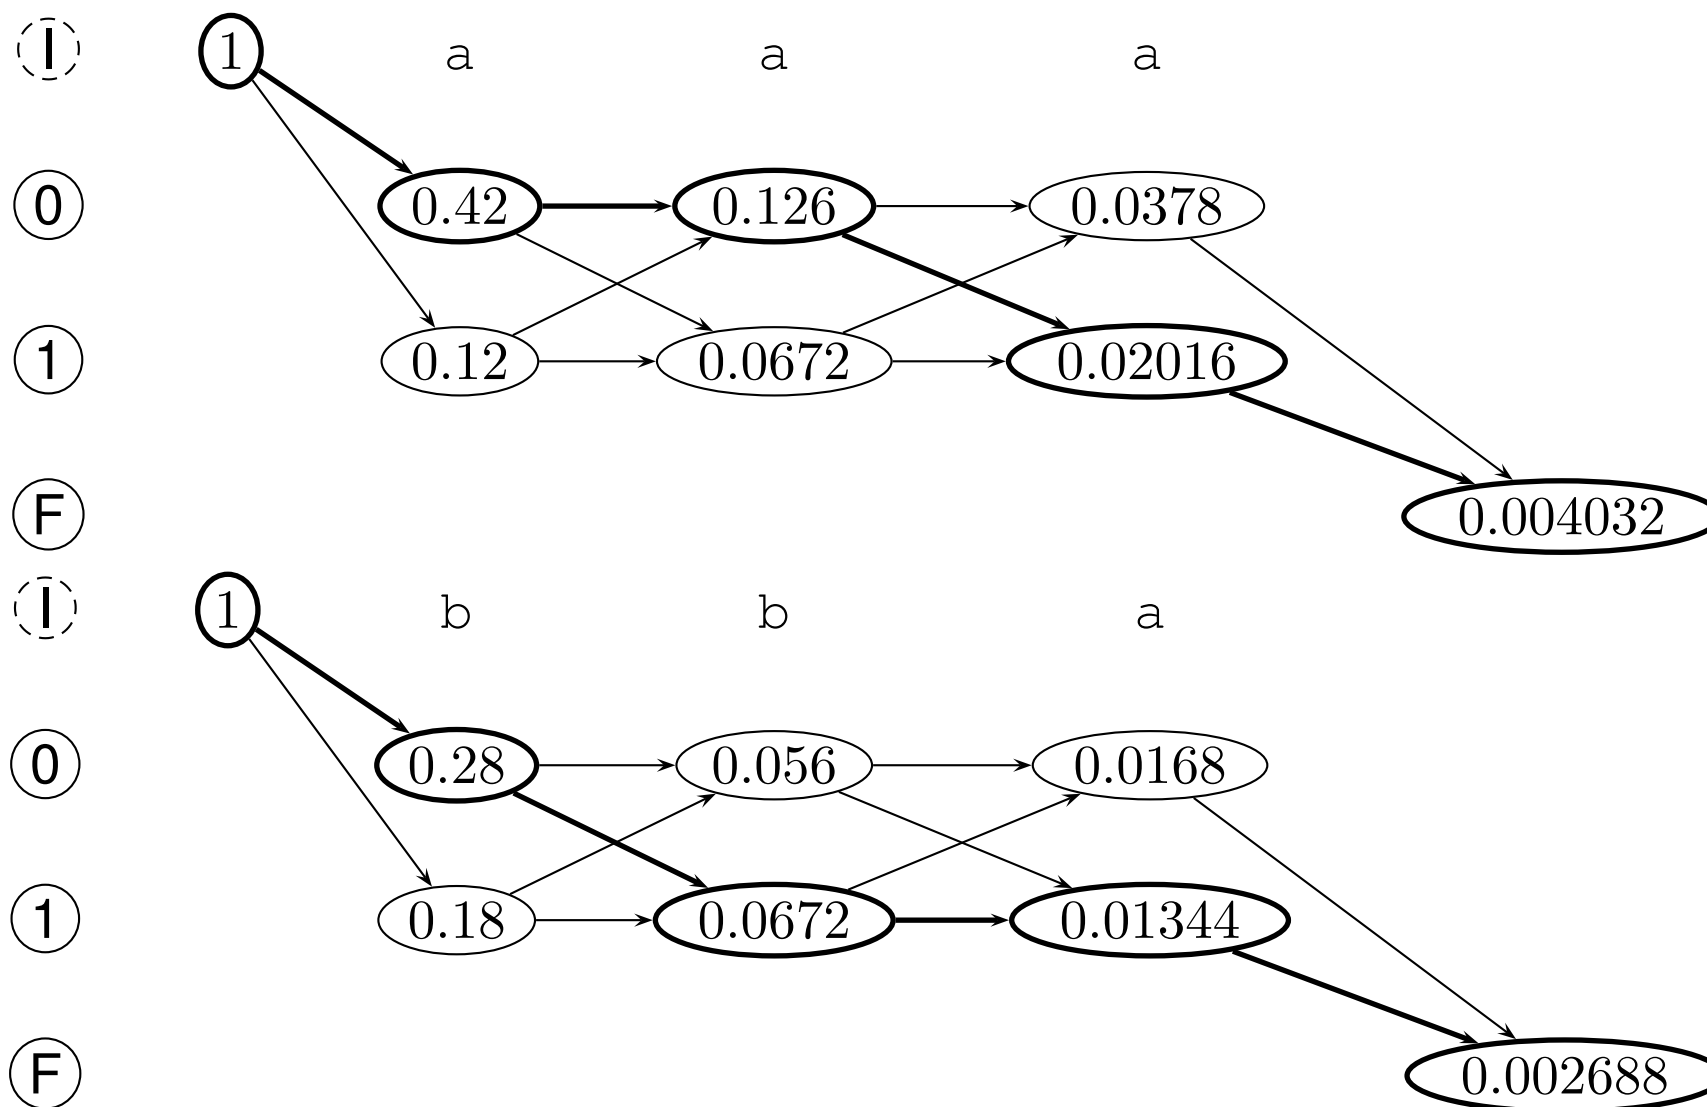 I 1 a a a
0 0.42 0.126 0.0378
1 0.12 0.0672 0.02016
F 0.004032
I 1 b b a
0 0.28 0.056 0.0168
1 0.18 0.0672 0.01344
F 0.002688